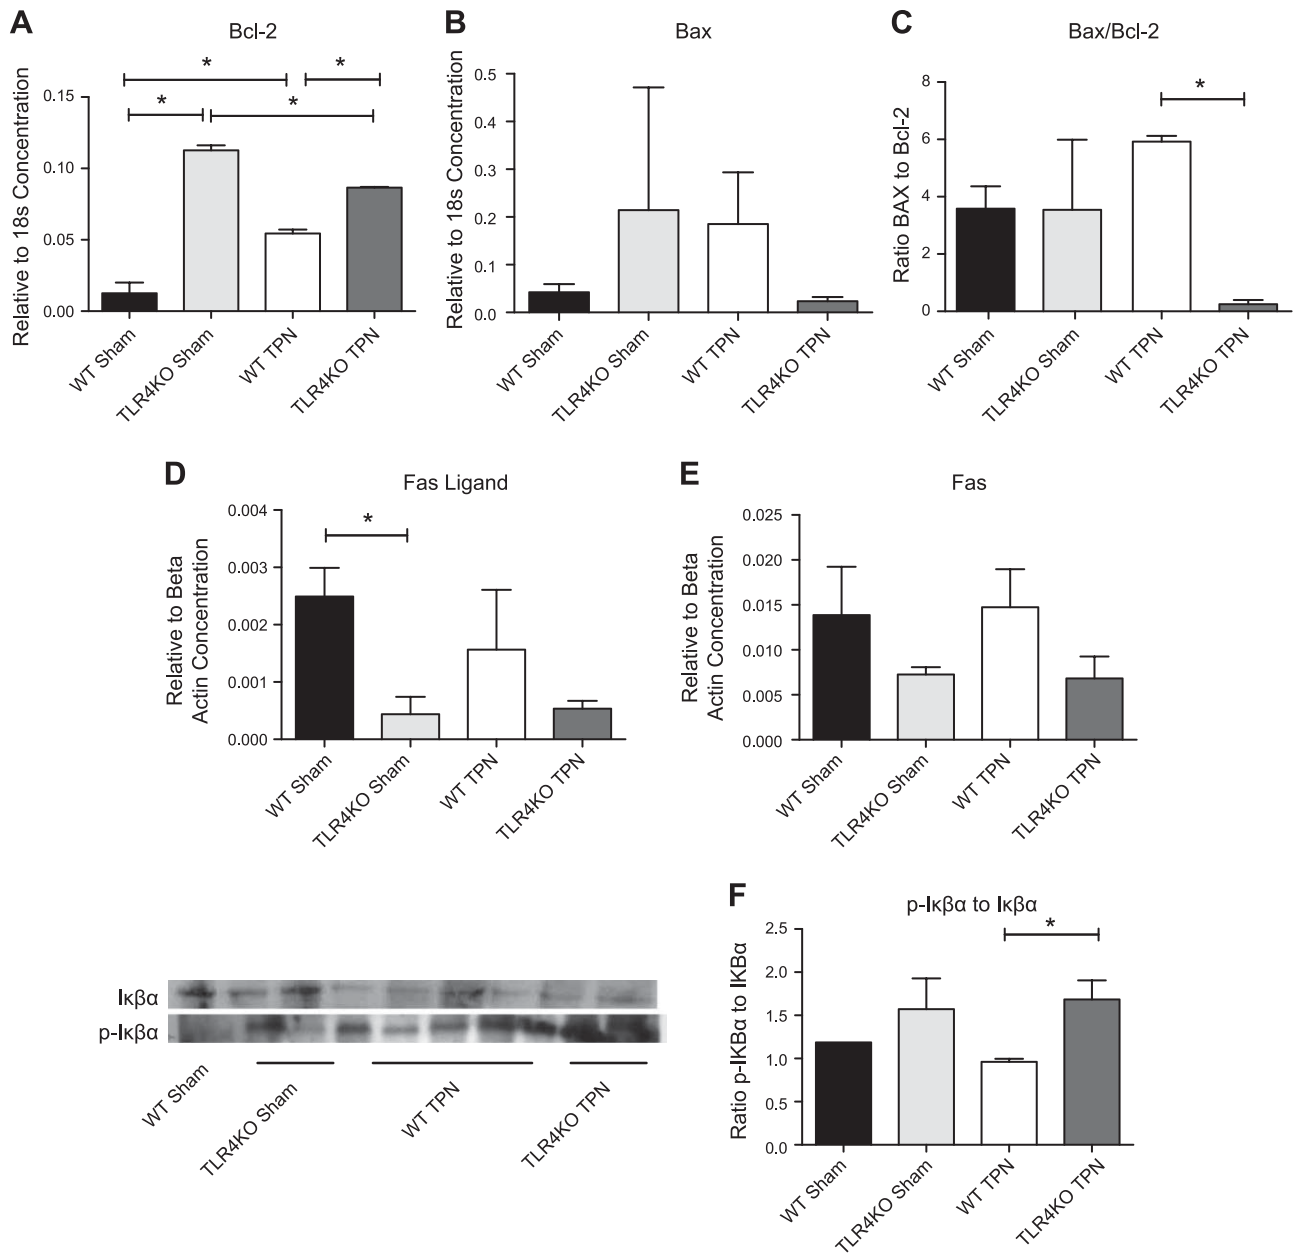 A
Bcl-2
Relative to 18s Concentration
0.15
0.10
0.05
0.00
*
*
*
*
WT Sham
TLR4KO Sham
WT TPN
TLR4KO TPN
B
Bax
Relative to 18s Concentration
0.5
0.4
0.3
0.2
0.1
0.0
WT Sham
TLR4KO Sham
WT TPN
TLR4KO TPN
C
Bax/Bcl-2
Ratio BAX to Bcl-2
8
6
4
2
0
*
WT Sham
TLR4KO Sham
WT TPN
TLR4KO TPN
D
Fas Ligand
Relative to Beta
Actin Concentration
0.004
0.003
0.002
0.001
0.000
*
WT Sham
TLR4KO Sham
WT TPN
TLR4KO TPN
E
Fas
Relative to Beta
Actin Concentration
0.025
0.020
0.015
0.010
0.005
0.000
WT Sham
TLR4KO Sham
WT TPN
TLR4KO TPN
Iκβα
p-Iκβα
WT Sham
TLR4KO Sham
WT TPN
TLR4KO TPN
F
p-Iκβα to Iκβα
Ratio p-IKBα to IKBα
2.5
2.0
1.5
1.0
0.5
0.0
*
WT Sham
TLR4KO Sham
WT TPN
TLR4KO TPN